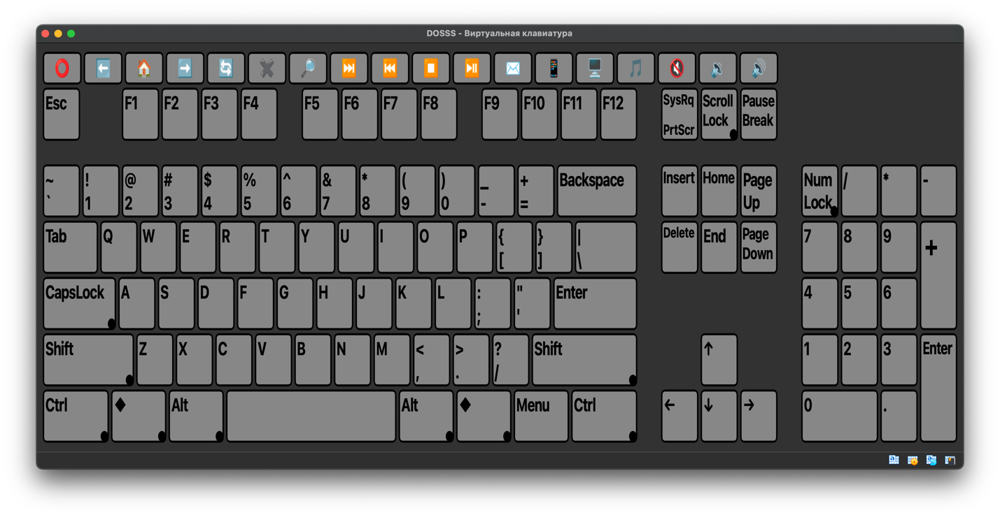 DOSSS - Виртуальная клавиатура
Esc F1 F2 F3 F4 F5 F6 F7 F8 F9 F10 F11 F12 SysRq Scroll Pause
PrtScr Lock Break
~ ! @ # $ % ^ & * ( ) _ + Backspace Insert Home Page Num / * -
` 1 2 3 4 5 6 7 8 9 0 - = Up Lock
Tab Q W E R T Y U I O P { } | Delete End Page 7 8 9 +
[ ] \ Down
CapsLock A S D F G H J K L : " Enter 4 5 6
; '
Shift Z X C V B N M < > ? Shift ↑ 1 2 3 Enter
, . /
Ctrl ♦ Alt Alt ♦ Menu Ctrl ← ↓ → 0 .